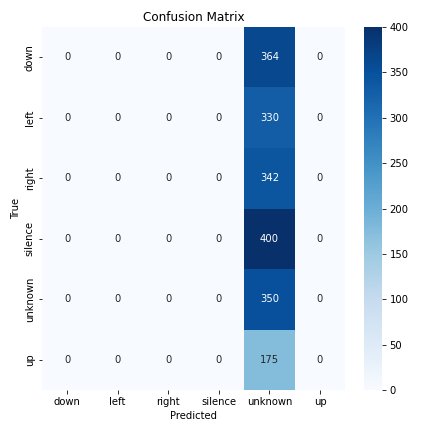 Confusion Matrix
down 0 0 0 0 364 0
left 0 0 0 0 330 0
right 0 0 0 0 342 0
silence 0 0 0 0 400 0
unknown 0 0 0 0 350 0
up 0 0 0 0 175 0
down left right silence unknown up
Predicted
True
400
350
300
250
200
150
100
50
0